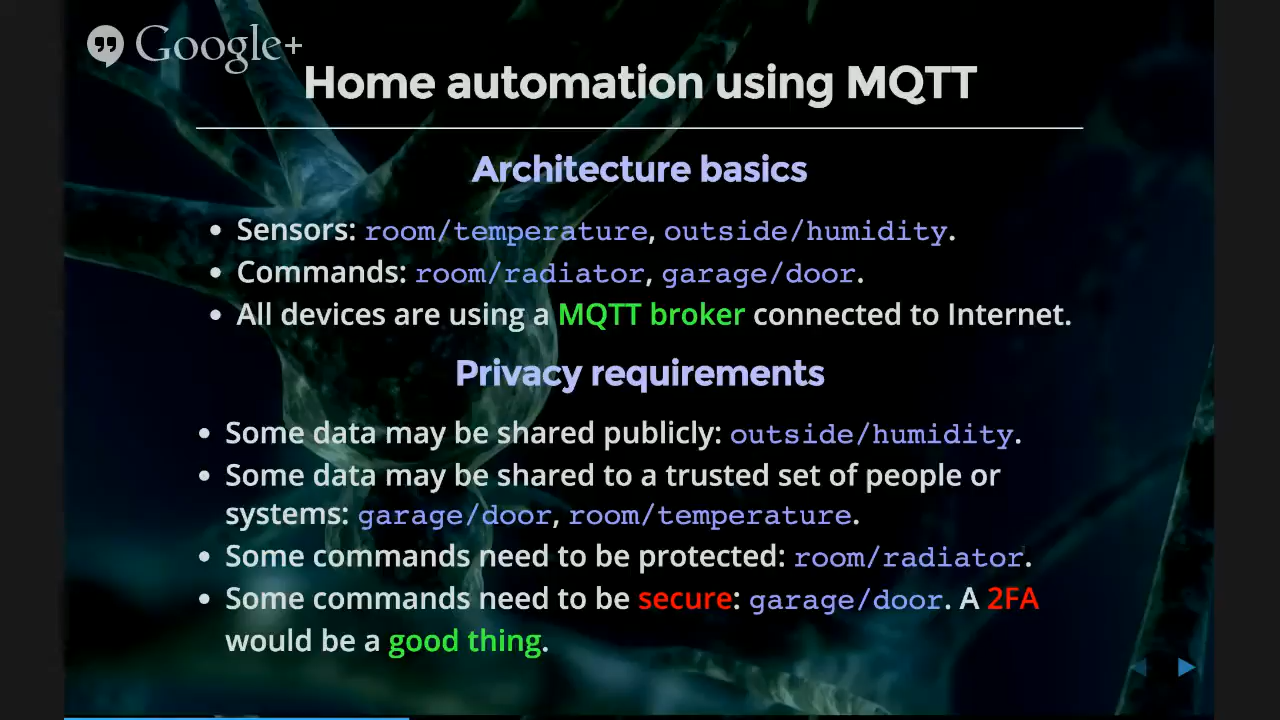 Google+
Home automation using MQTT
Architecture basics
• Sensors: room/temperature, outside/humidity.
• Commands: room/radiator, garage/door.
• All devices are using a MQTT broker connected to Internet.
Privacy requirements
• Some data may be shared publicly: outside/humidity.
• Some data may be shared to a trusted set of people or
systems: garage/door, room/temperature.
• Some commands need to be protected: room/radiator.
• Some commands need to be secure: garage/door. A 2FA
would be a good thing.